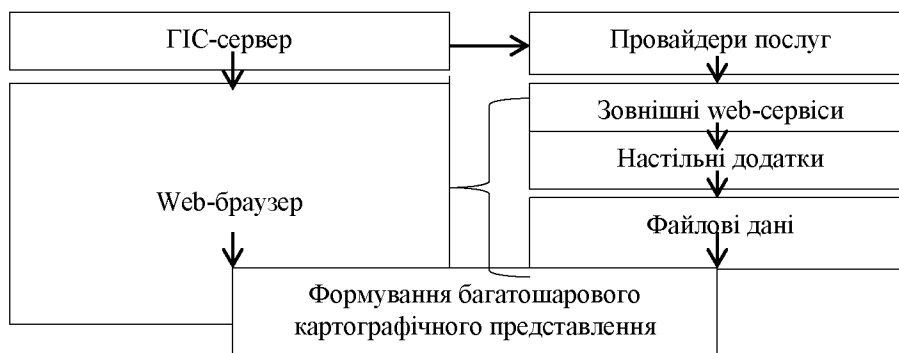 ГІС-сервер
Провайдери послуг
Зовнішні web-сервіси
Настільні додатки
Web-браузер
Файлові дані
Формування багатошарового
картографічного представлення